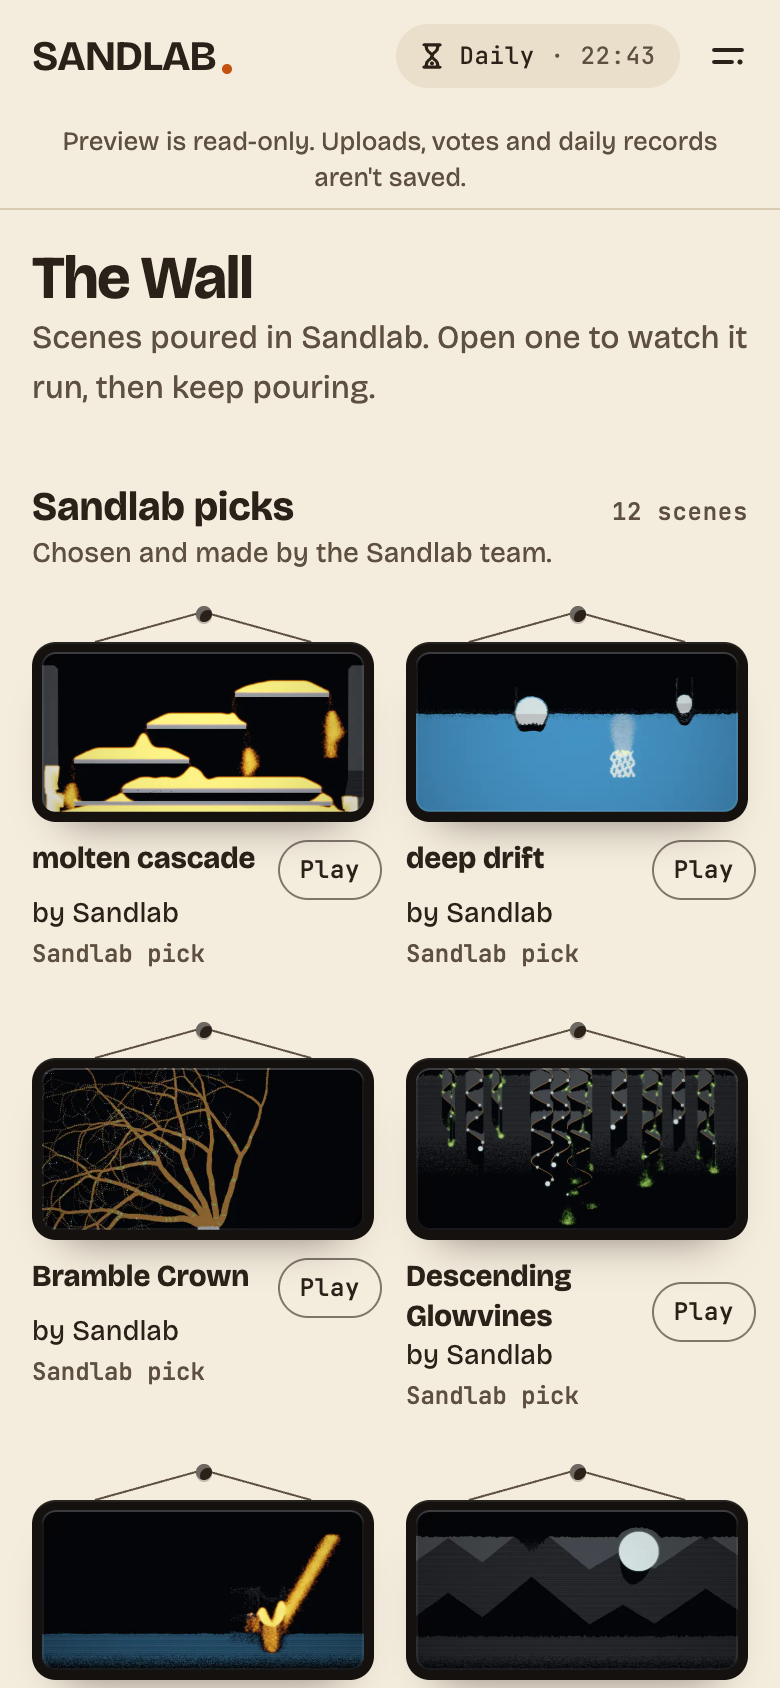 SANDLAB.
Daily · 22:43
Preview is read-only. Uploads, votes and daily records
aren't saved.
The Wall
Scenes poured in Sandlab. Open one to watch it
run, then keep pouring.
Sandlab picks
12 scenes
Chosen and made by the Sandlab team.
molten cascade
Play
by Sandlab
Sandlab pick
deep drift
Play
by Sandlab
Sandlab pick
Bramble Crown
Play
by Sandlab
Sandlab pick
Descending
Glowvines
Play
by Sandlab
Sandlab pick